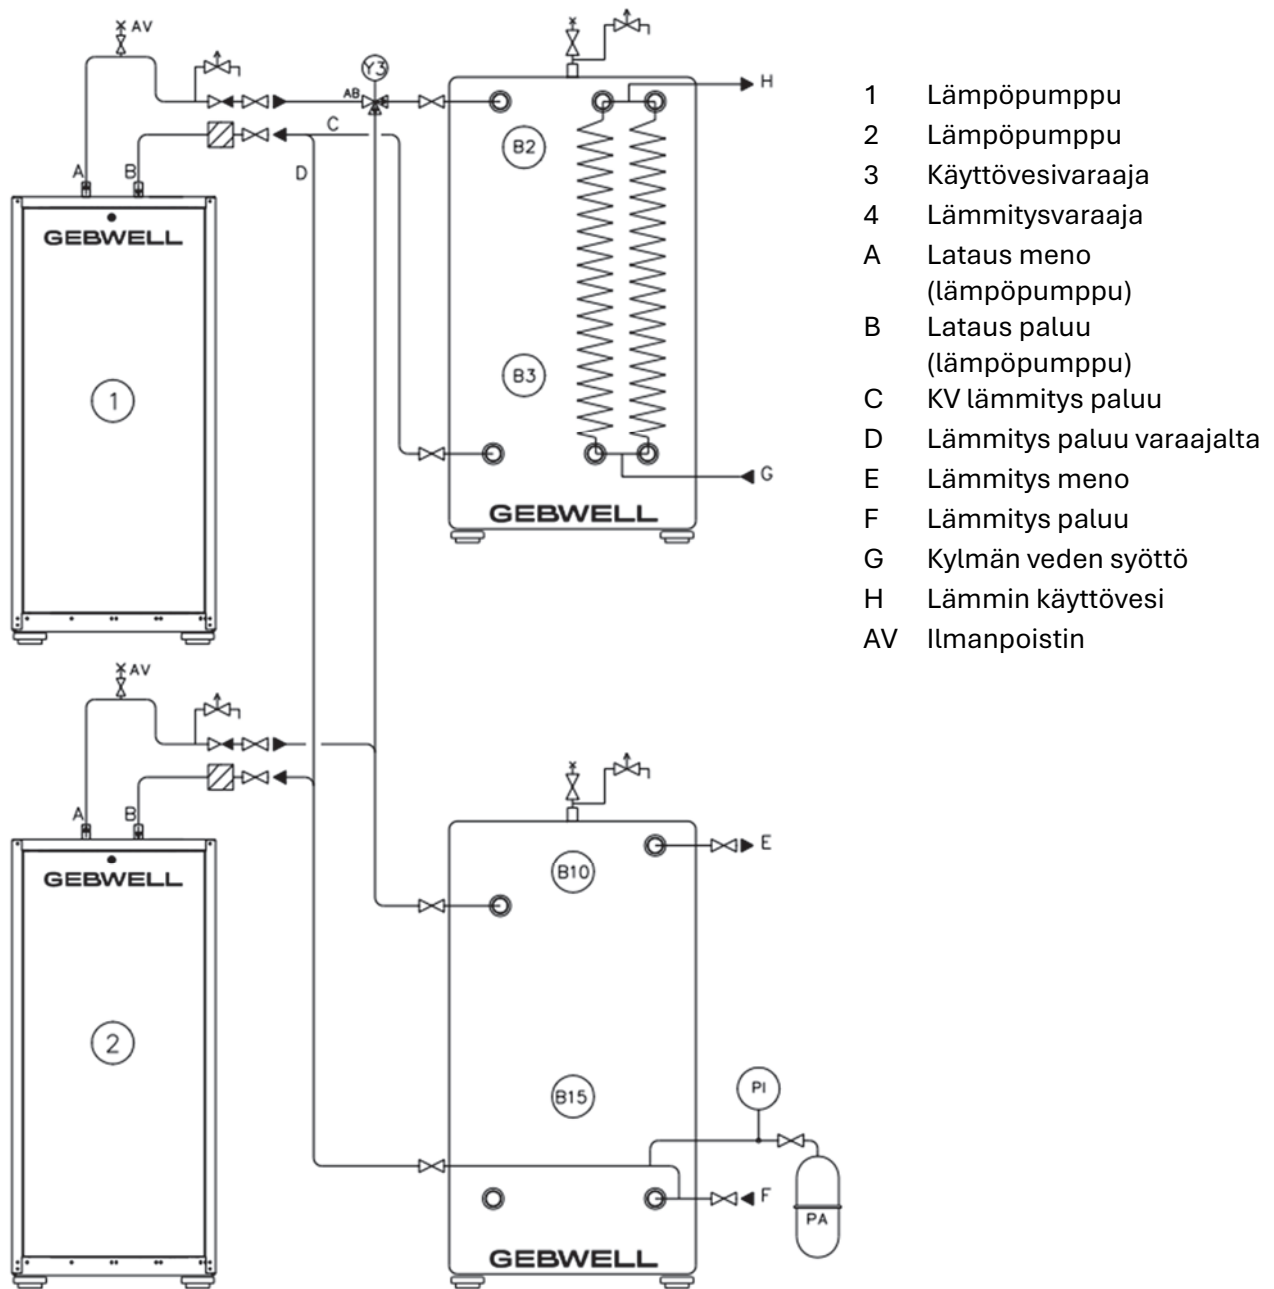 AV
Y3
AB
H
C
B2
D
A
B
GEBWELL
B3
1
G
GEBWELL
AV
A
B
E
B10
GEBWELL
2
B15
PI
F
PA
GEBWELL
1 Lämpöpumppu
2 Lämpöpumppu
3 Käyttövesivaraaja
4 Lämmitysvaraaja
A Lataus meno
(lämpöpumppu)
B Lataus paluu
(lämpöpumppu)
C KV lämmitys paluu
D Lämmitys paluu varaajalta
E Lämmitys meno
F Lämmitys paluu
G Kylmän veden syöttö
H Lämmin käyttövesi
AV Ilmanpoistin